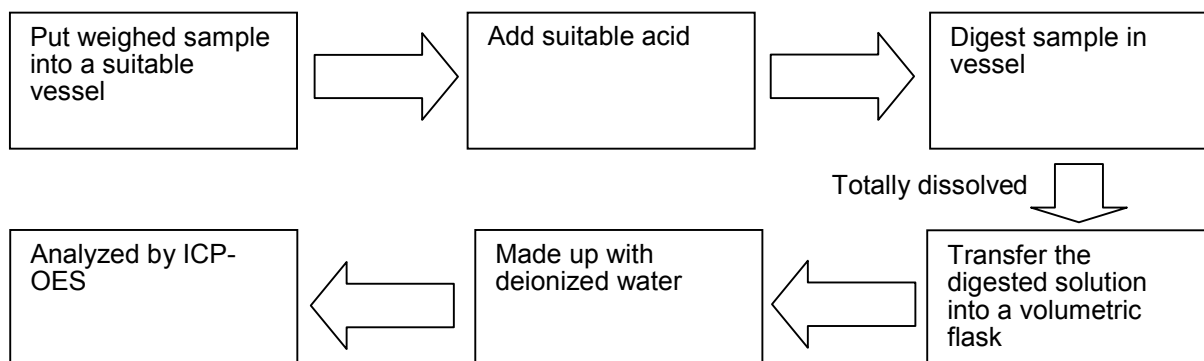 Put weighed sample
into a suitable
vessel
Add suitable acid
Digest sample in
vessel
Totally dissolved
Transfer the
digested solution
into a volumetric
flask
Made up with
deionized water
Analyzed by ICP-
OES